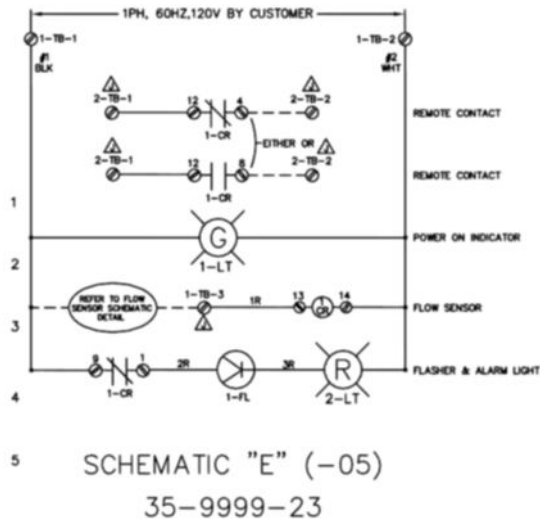 1PH, 60HZ,120V BY CUSTOMER
1-TB-1 1-TB-2
#1 #2
BLK WHT
2-TB-1 12 4 2-TB-2 REMOTE CONTACT
1-CR
EITHER OR
2-TB-1 12 8 2-TB-2 REMOTE CONTACT
1-CR
1
G POWER ON INDICATOR
1-LT
2
REFER TO FLOW
SENSOR SCHEMATIC
DETAIL
1-TB-3 1R 13 1 14 FLOW SENSOR
CR
3
9 1 2R 3R R FLASHER & ALARM LIGHT
1-CR 1-FL 2-LT
4
5
SCHEMATIC "E" (-05)
35-9999-23